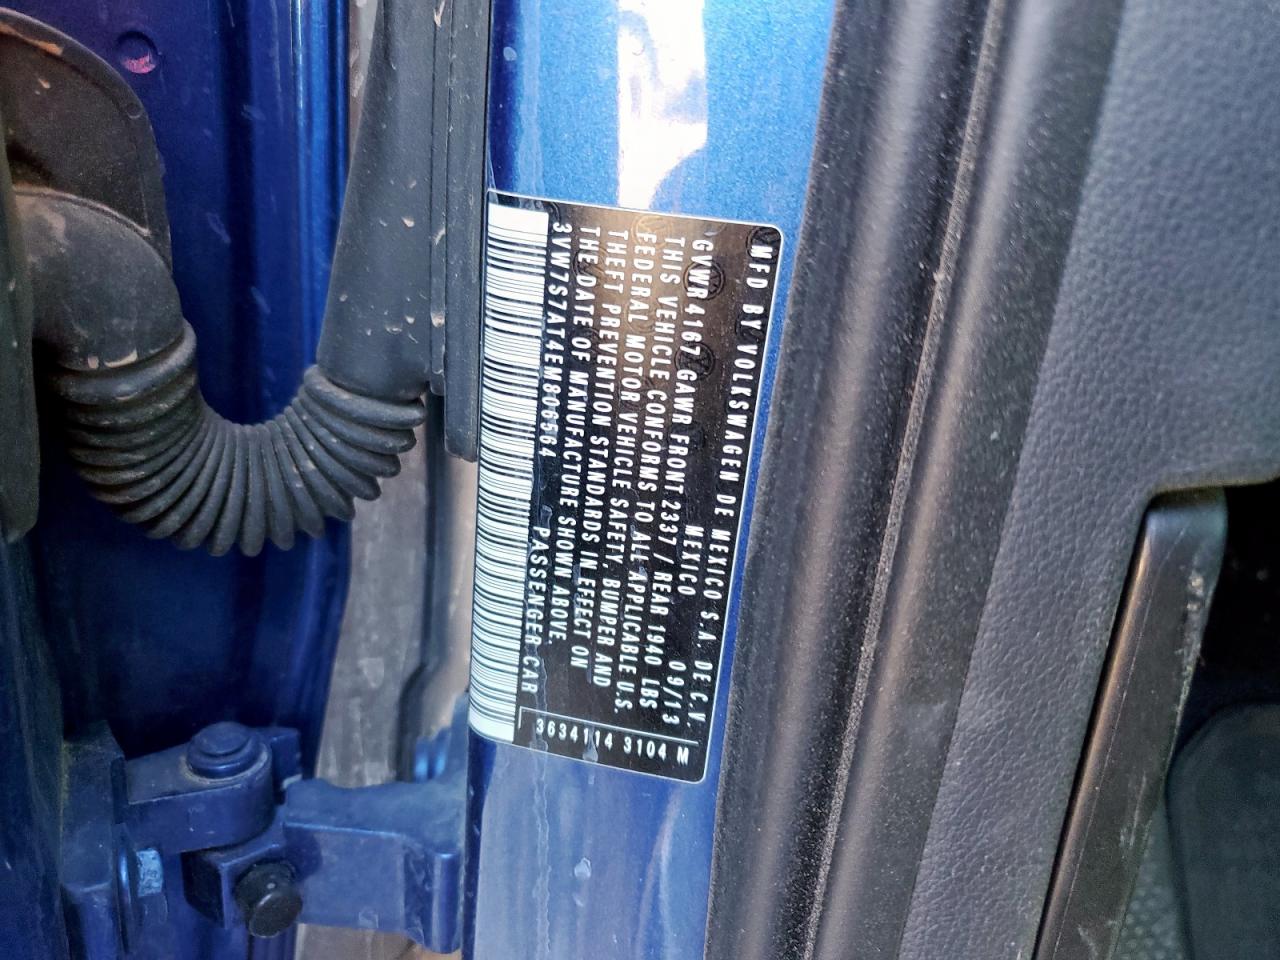 MFD BY VOLKSWAGEN DE MEXICO S.A. DE C.V.
MEXICO 09/13
GVWR 4167 GAWR FRONT 2337 / REAR 1940 LBS
THIS VEHICLE CONFORMS TO ALL APPLICABLE U.S.
FEDERAL MOTOR VEHICLE SAFETY, BUMPER AND
THEFT PREVENTION STANDARDS IN EFFECT ON
THE DATE OF MANUFACTURE SHOWN ABOVE.
3VW7S7AT4EM806564 PASSENGER CAR
3634114 3104 M